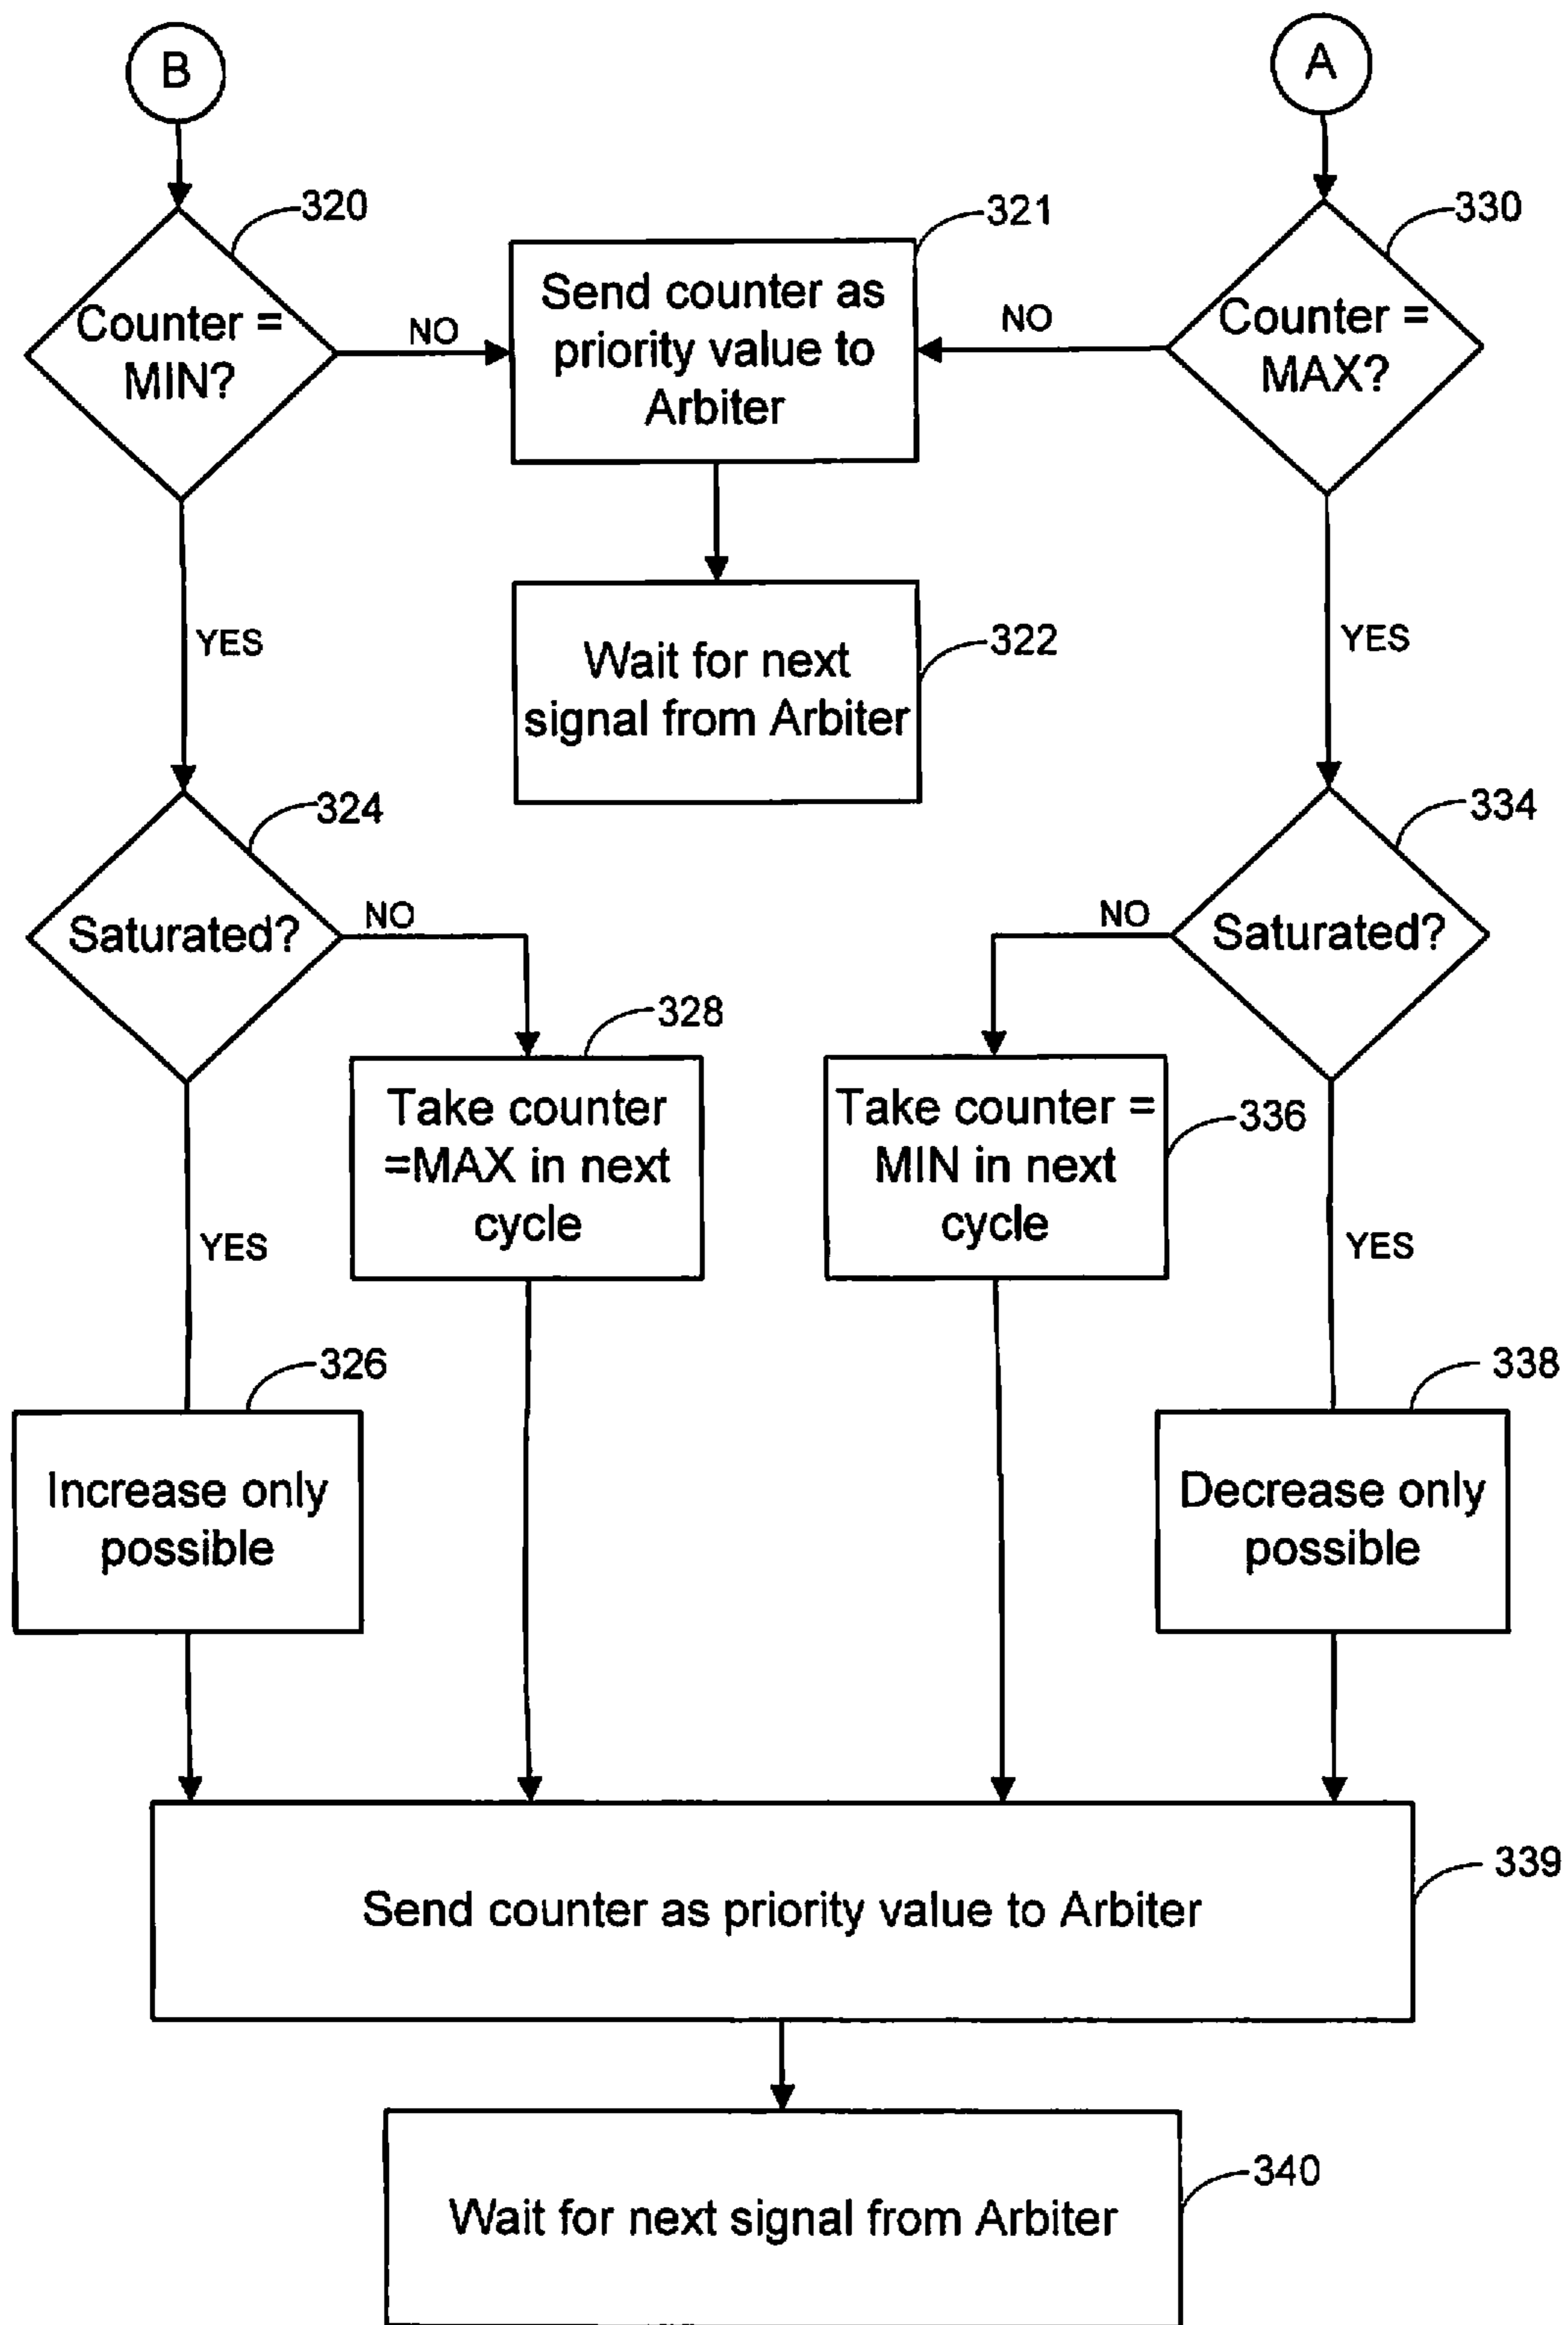 B
A
320
321
330
Counter =
MIN?
NO
Send counter as
priority value to
Arbiter
NO
Counter =
MAX?
YES
Wait for next
signal from Arbiter
322
YES
324
334
Saturated?
NO
NO
Saturated?
328
Take counter
=MAX in next
cycle
Take counter =
MIN in next
cycle
336
YES
YES
326
338
Increase only
possible
Decrease only
possible
339
Send counter as priority value to Arbiter
340
Wait for next signal from Arbiter